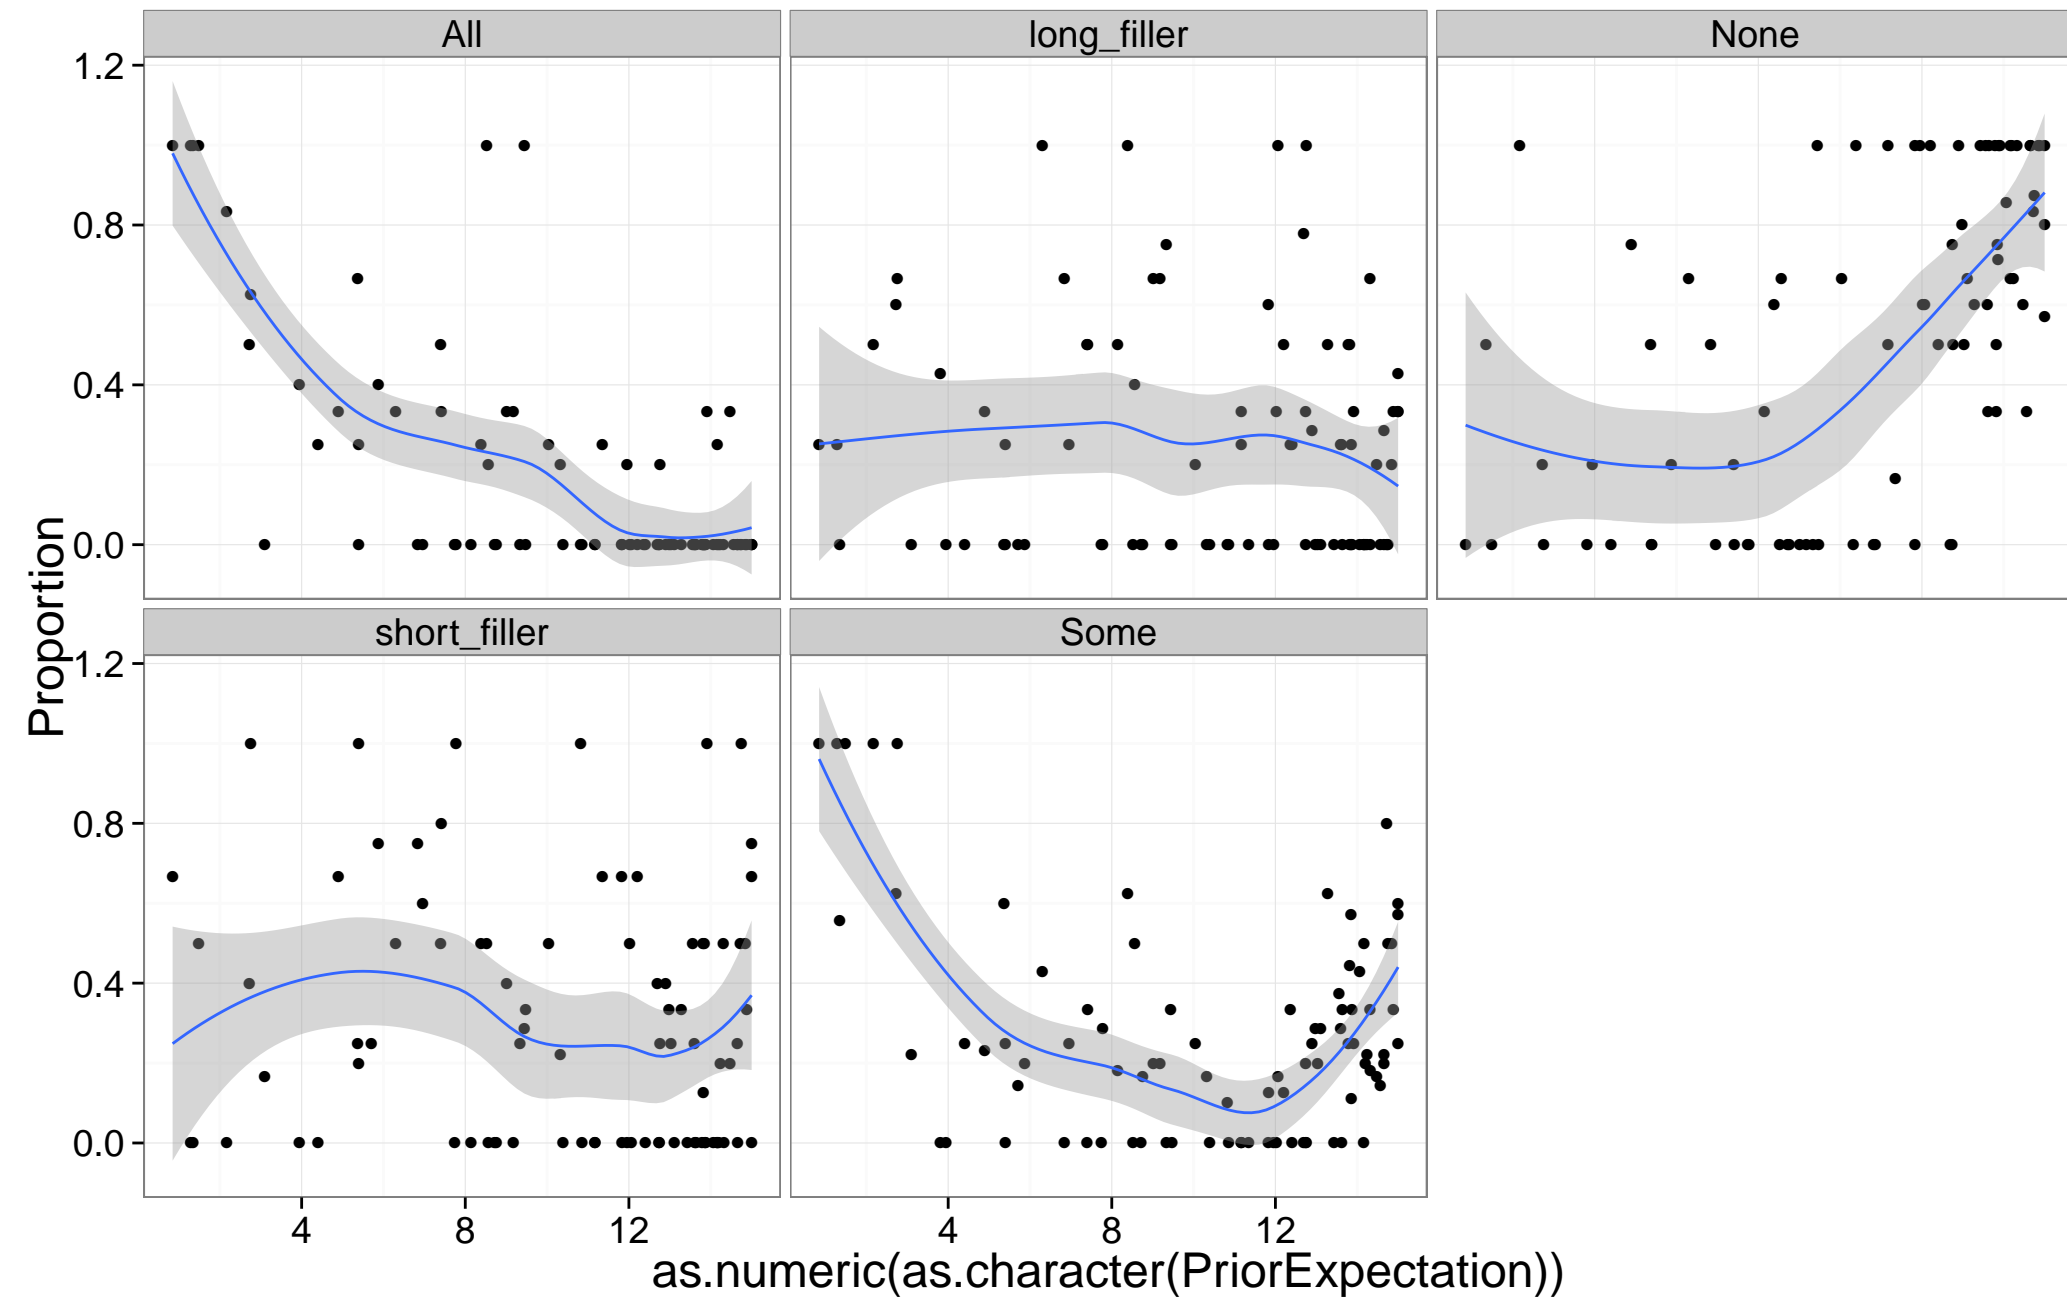 All
long_filler
None
1.2
0.8
0.4
0.0
Proportion
short_filler
Some
1.2
0.8
0.4
0.0
4
8
12
4
8
12
as.numeric(as.character(PriorExpectation))